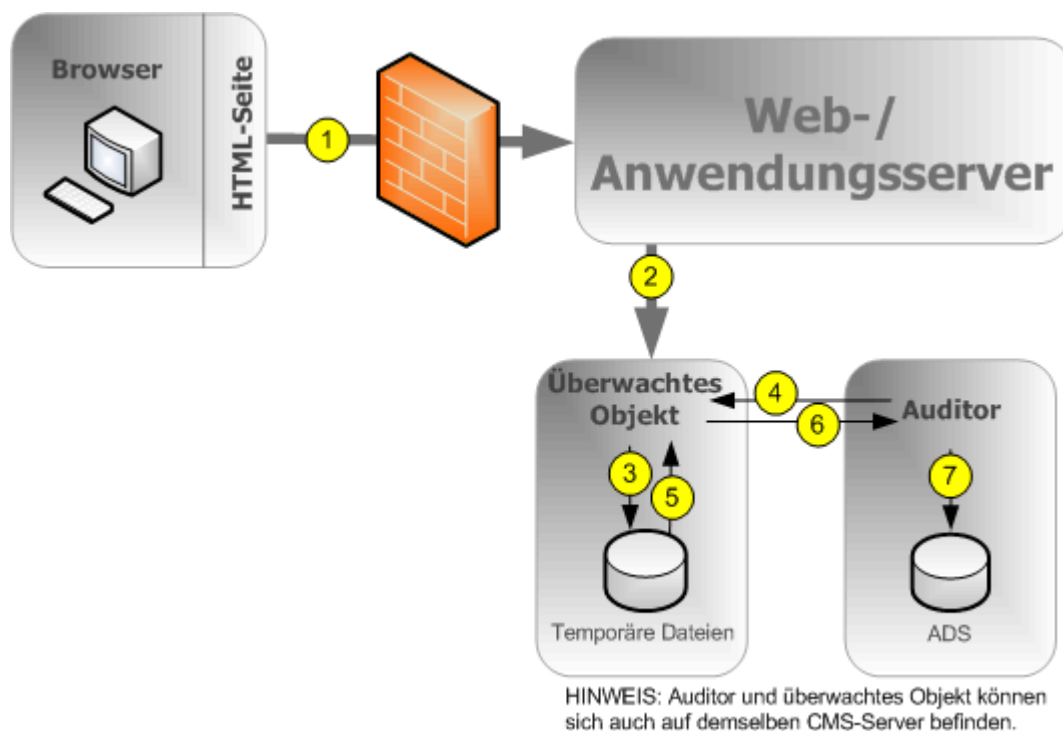 Browser
HTML-Seite
1
Web-/
Anwendungsserver
2
Überwachtes
Objekt
4
6
Auditor
3
5
7
Temporäre Dateien
ADS
HINWEIS: Auditor und überwachtes Objekt können
sich auch auf demselben CMS-Server befinden.